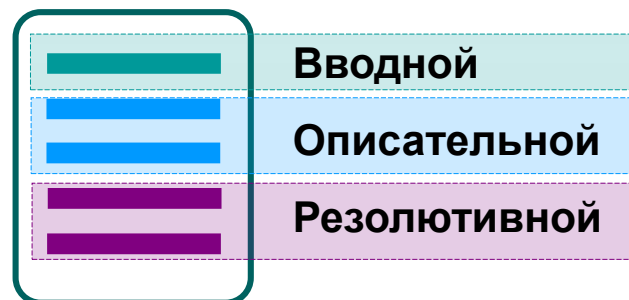 Вводной
Описательной
Резолютивной